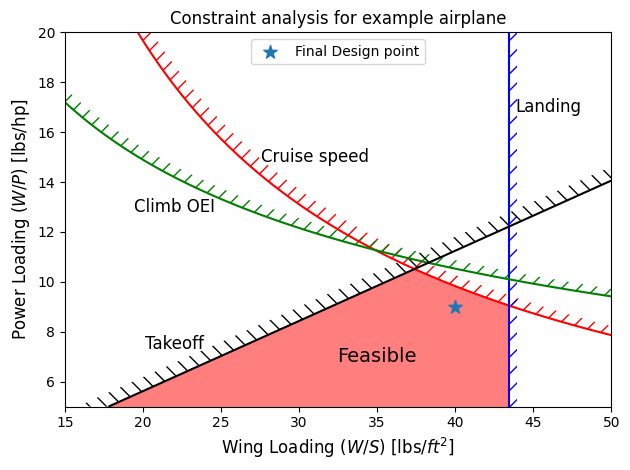 Constraint analysis for example airplane
Final Design point
Landing
Cruise speed
Climb OEI
Takeoff
Feasible
Power Loading (W/P) [lbs/hp]
20
18
16
14
12
10
8
6
15
20
25
30
35
40
45
50
Wing Loading (W/S) [lbs/ft²]